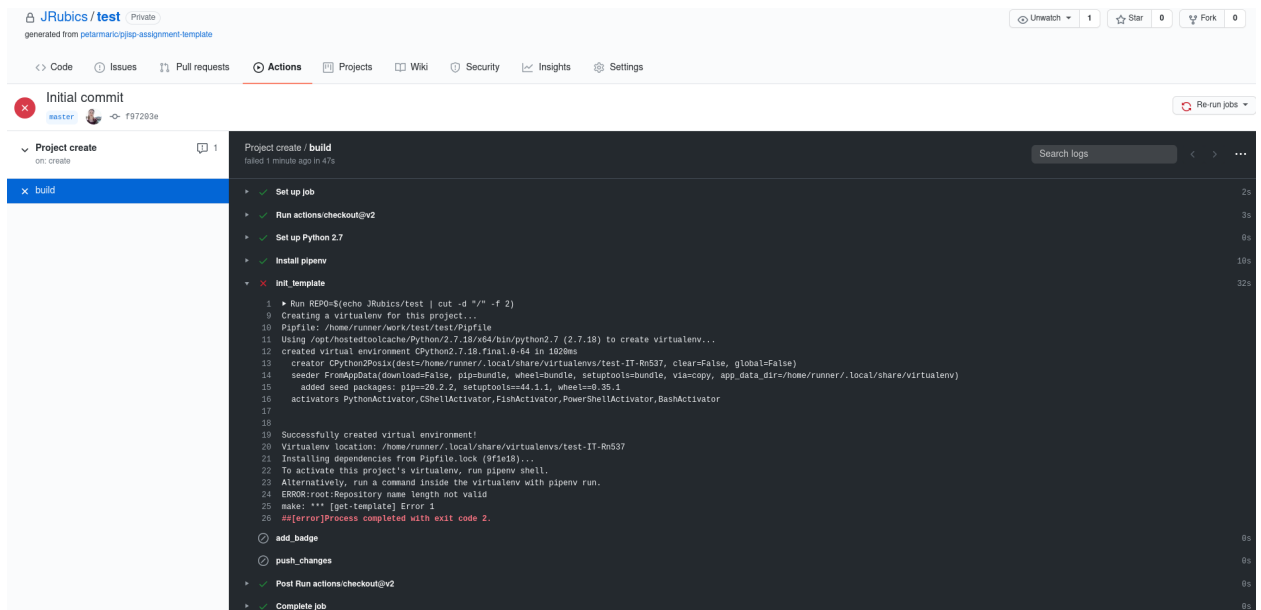 JRubics / test Private
Unwatch 1 Star 0 Fork 0
generated from petarmaric/pjisp-assignment-template
Code Issues Pull requests Actions Projects Wiki Security Insights Settings
Initial commit
master f97203e
Re-run jobs
Project create 1
on: create
build
Project create / build
failed 1 minute ago in 47s
Search logs
Set up job 2s
Run actions/checkout@v2 3s
Set up Python 2.7 0s
Install pipenv 10s
init_template 32s
1 Run REPO=$(echo JRubics/test | cut -d "/" -f 2)
9 Creating a virtualenv for this project...
10 Pipfile: /home/runner/work/test/test/Pipfile
11 Using /opt/hostedtoolcache/Python/2.7.18/x64/bin/python2.7 (2.7.18) to create virtualenv...
12 created virtual environment CPython2.7.18.final.0-64 in 1020ms
13 creator CPython2Posix(dest=/home/runner/.local/share/virtualenvs/test-IT-Rn537, clear=False, global=False)
14 seeder FromAppData(download=False, pip=bundle, wheel=bundle, setuptools=bundle, via=copy, app_data_dir=/home/runner/.local/share/virtualenv)
15 added seed packages: pip==20.2.2, setuptools==44.1.1, wheel==0.35.1
16 activators PythonActivator,CShellActivator,FishActivator,PowerShellActivator,BashActivator
17
18
19 Successfully created virtual environment!
20 Virtualenv location: /home/runner/.local/share/virtualenvs/test-IT-Rn537
21 Installing dependencies from Pipfile.lock (9f1e18)...
22 To activate this project's virtualenv, run pipenv shell.
23 Alternatively, run a command inside the virtualenv with pipenv run.
24 ERROR:root:Repository name length not valid
25 make: *** [get-template] Error 1
26 ##[error]Process completed with exit code 2.
add_badge 0s
push_changes 0s
Post Run actions/checkout@v2 0s
Complete job 0s